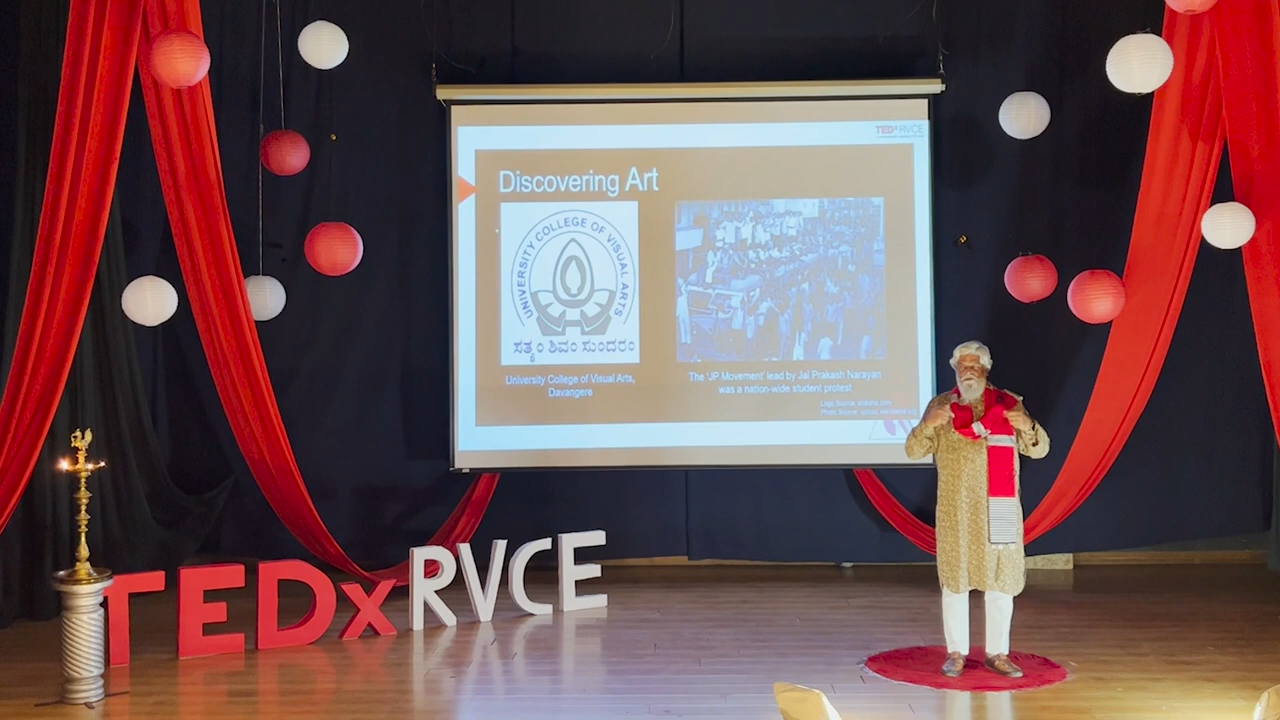 TEDxRVCE
Discovering Art
UNIVERSITY COLLEGE OF VISUAL ARTS
ಸತ್ಯಂ ಶಿವಂ ಸುಂದರಂ
University College of Visual Arts,
Davangere
The 'JP Movement' lead by Jai Prakash Narayan
was a nation-wide student protest
TEDxRVCE